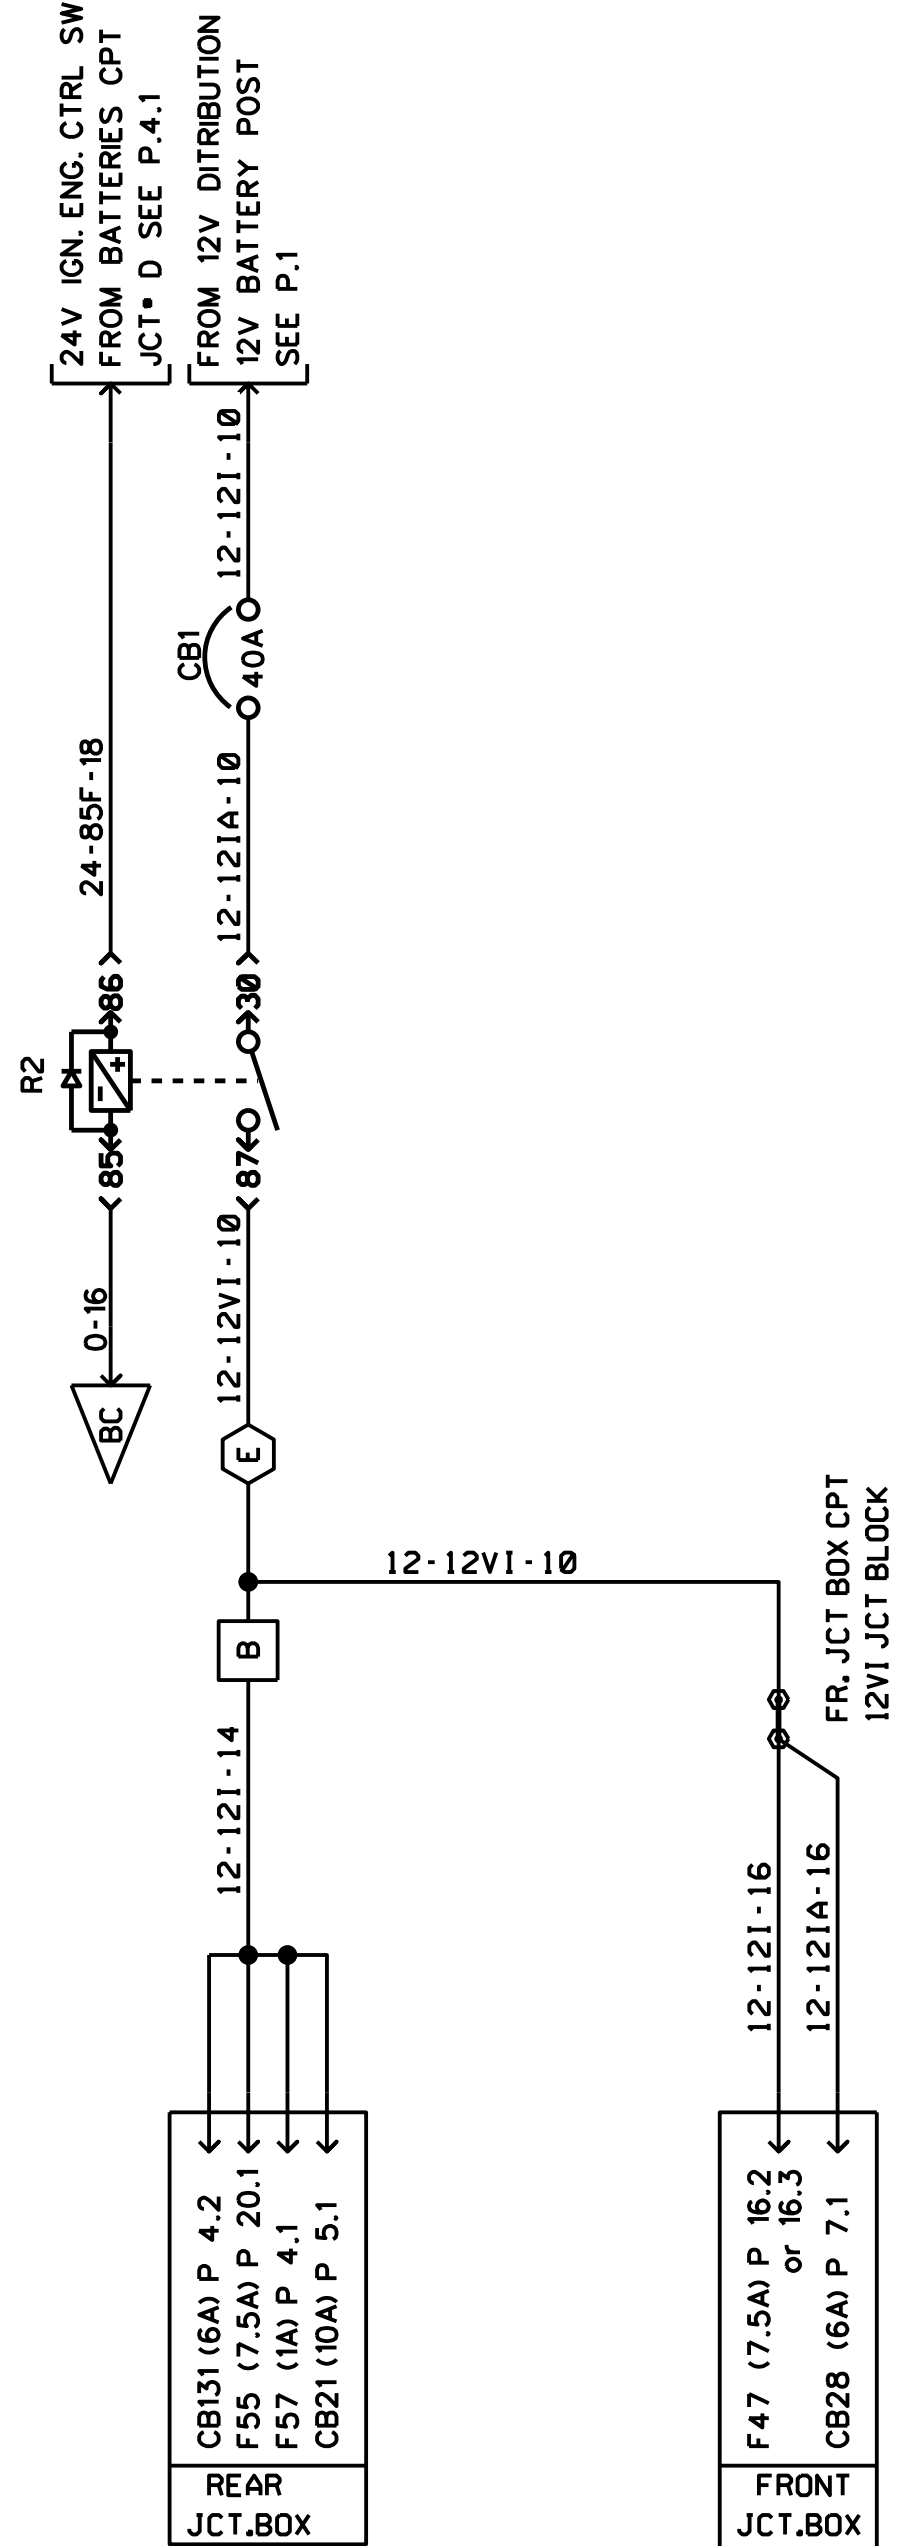 24V IGN. ENG. CTRL SW
FROM BATTERIES CPT
JCT• D SEE P.4.1
FROM 12V DITRIBUTION
12V BATTERY POST
SEE P.1
12-12I-10
CB1
40A
24-85F-18
12-12IA-10
86
30
R2
+
-
85
87
0-16
12-12VI-10
BC
E
12-12VI-10
B
FR. JCT BOX CPT
12VI JCT BLOCK
12-12I-14
12-12I-16
12-12IA-16
CB131 (6A) P 4.2
F55 (7.5A) P 20.1
F57 (1A) P 4.1
CB21 (10A) P 5.1
REAR
JCT.BOX
F47 (7.5A) P 16.2
or 16.3
CB28 (6A) P 7.1
FRONT
JCT.BOX